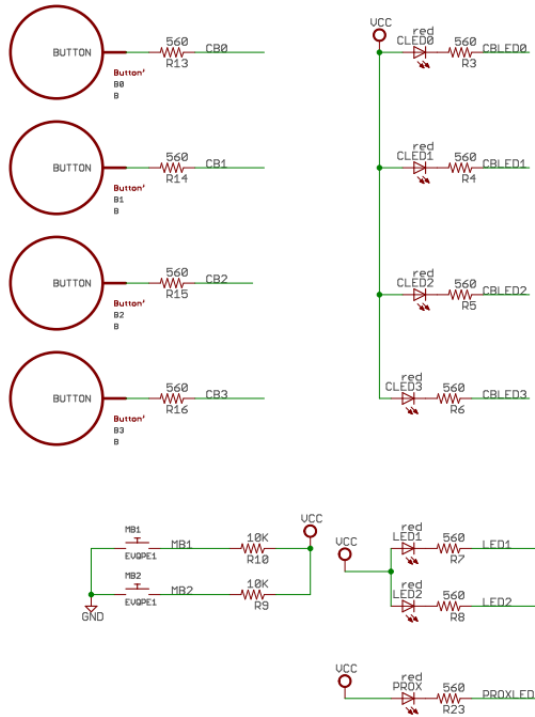 BUTTON
560
R13
CB0
Button'
B0
B
BUTTON
560
R14
CB1
Button'
B1
B
BUTTON
560
R15
CB2
Button'
B2
B
BUTTON
560
R16
CB3
Button'
B3
B
VCC
red
CLED0
560
R3
CBLED0
red
CLED1
560
R4
CBLED1
red
CLED2
560
R5
CBLED2
red
CLED3
560
R6
CBLED3
MB1
EVQPE1
MB1
10K
R10
VCC
MB2
EVQPE1
MB2
10K
R9
GND
VCC
red
LED1
560
R7
LED1
red
LED2
560
R8
LED2
VCC
red
PROX
560
R23
PROXLED